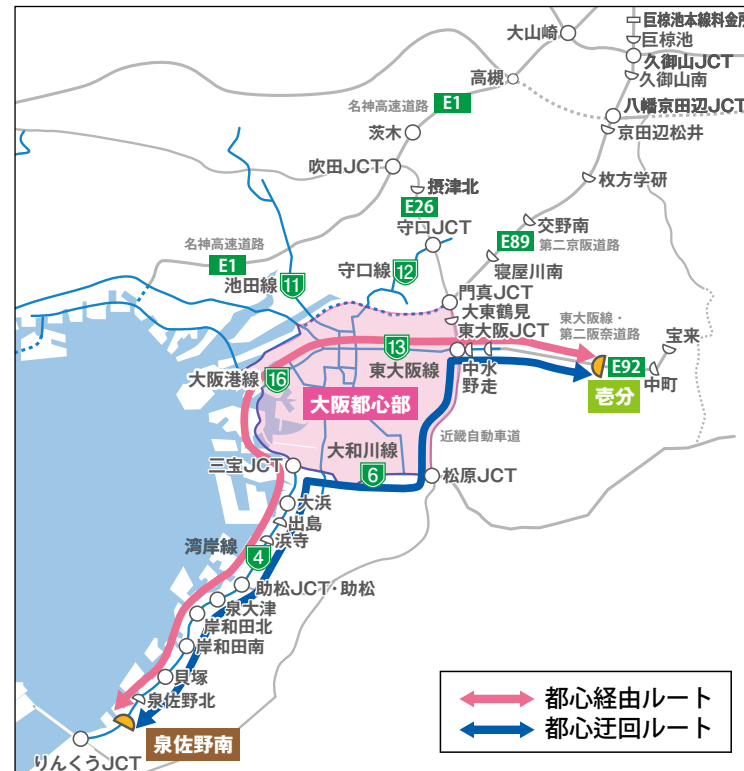 巨椋池本線料金所
大山崎
巨椋池
久御山JCT
高槻
久御山南
名神高速道路
E1
八幡京田辺JCT
茨木
京田辺松井
吹田JCT
摂津北
枚方学研
E26
交野南
守口JCT
E89
第二京阪道路
名神高速道路
E1
守口線
12
寝屋川南
池田線
11
門真JCT
大東鶴見
東大阪線・
第二阪奈道路
東大阪JCT
宝来
13
大阪港線
16
東大阪線
中野
水走
E92
中町
大阪都心部
壱分
大和川線
近畿自動車道
三宝JCT
6
松原JCT
大浜
出島
浜寺
湾岸線
4
助松JCT・助松
泉大津
岸和田北
岸和田南
貝塚
泉佐野北
都心経由ルート
泉佐野南
都心迂回ルート
りんくうJCT